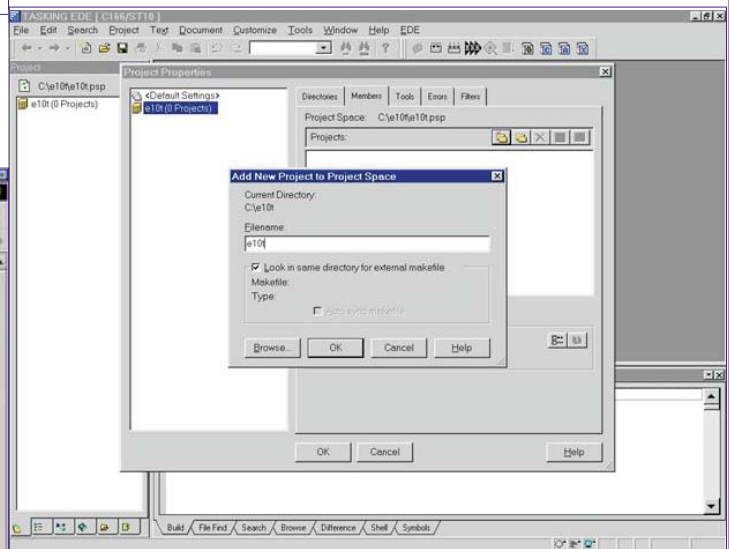 TASKING EDE [ C166/ST10 ]
File Edit Search Project Text Document Customize Tools Window Help EDE
Project
C:\e10t\e10t.psp
e10t (0 Projects)
Project Properties
<Default Settings>
e10t (0 Projects)
Directories Members Tools Errors Filters
Project Space: C:\e10t\e10t.psp
Projects:
Add New Project to Project Space
Current Directory:
C:\e10t
Filename:
e10t
Look in same directory for external makefile
Makefile:
Type:
Auto sync makefile
Browse... OK Cancel Help
OK Cancel Help
Build File Find Search Browse Difference Shell Symbols